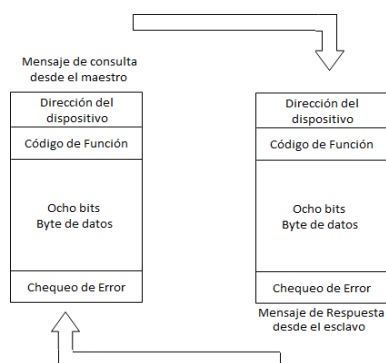 Mensaje de consulta
desde el maestro
Dirección del
dispositivo
Código de Función
Ocho bits
Byte de datos
Chequeo de Error
Dirección del
dispositivo
Código de Función
Ocho bits
Byte de datos
Chequeo de Error
Mensaje de Respuesta
desde el esclavo